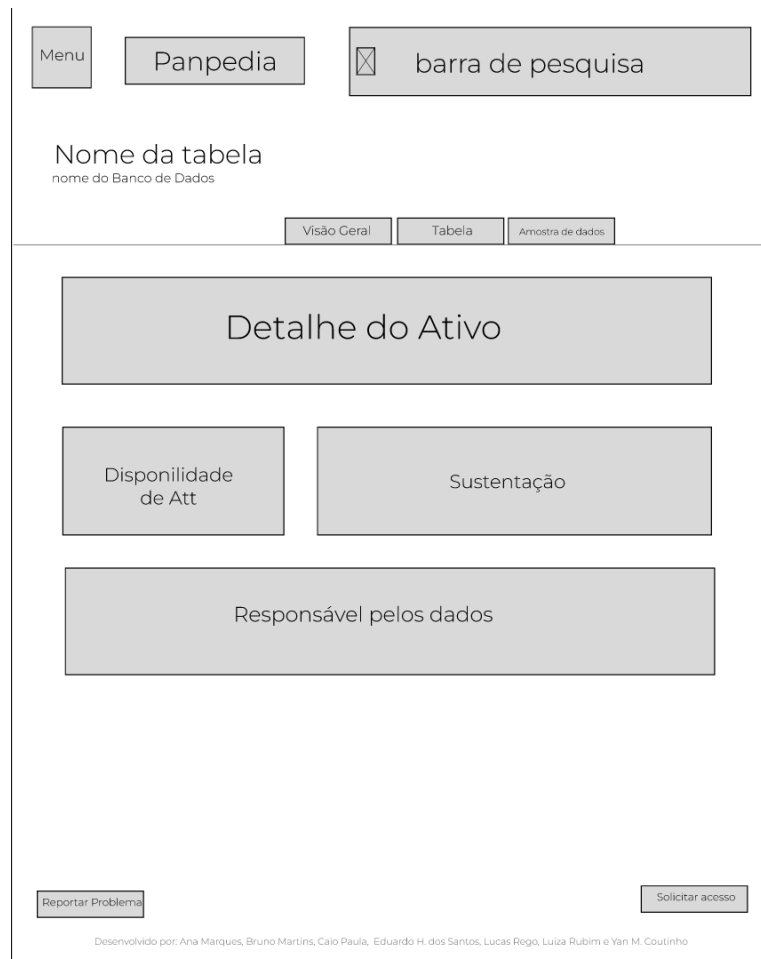 Menu
Panpedia
barra de pesquisa
Nome da tabela
nome do Banco de Dados
Visão Geral
Tabela
Amostra de dados
Detalhe do Ativo
Disponilidade
de Att
Sustentação
Responsável pelos dados
Reportar Problema
Solicitar acesso
Desenvolvido por: Ana Marques, Bruno Martins, Caio Paula, Eduardo H. dos Santos, Lucas Rego, Luiza Rubim e Yan M. Coutinho